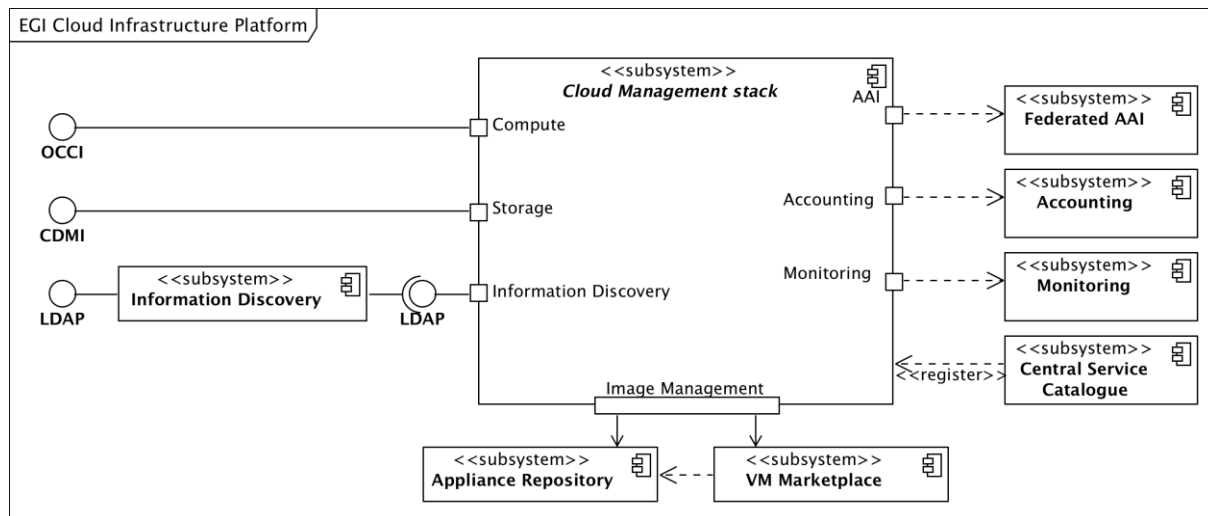 EGI Cloud Infrastructure Platform
<<subsystem>>
Cloud Management stack
AAI
<<subsystem>>
Federated AAI
OCCI
Compute
CDMI
Storage
Accounting
<<subsystem>>
Accounting
LDAP
<<subsystem>>
Information Discovery
LDAP
Information Discovery
Monitoring
<<subsystem>>
Monitoring
<<register>>
<<subsystem>>
Central Service
Catalogue
Image Management
<<subsystem>>
Appliance Repository
<<subsystem>>
VM Marketplace